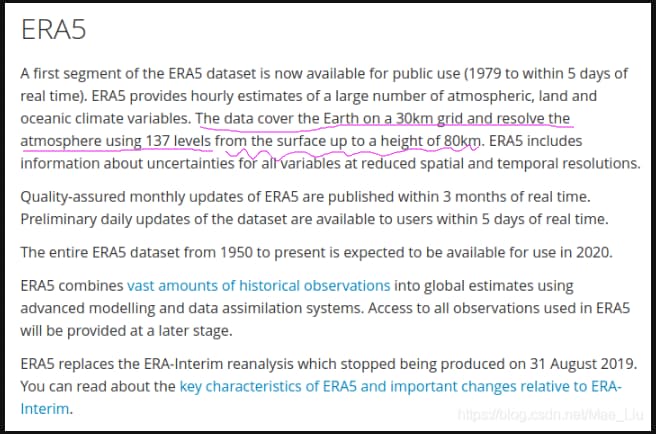 ERA5
A first segment of the ERA5 dataset is now available for public use (1979 to within 5 days of
real time). ERA5 provides hourly estimates of a large number of atmospheric, land and
oceanic climate variables. The data cover the Earth on a 30km grid and resolve the
atmosphere using 137 levels from the surface up to a height of 80km. ERA5 includes
information about uncertainties for all variables at reduced spatial and temporal resolutions.
Quality-assured monthly updates of ERA5 are published within 3 months of real time.
Preliminary daily updates of the dataset are available to users within 5 days of real time.
The entire ERA5 dataset from 1950 to present is expected to be available for use in 2020.
ERA5 combines vast amounts of historical observations into global estimates using
advanced modelling and data assimilation systems. Access to all observations used in ERA5
will be provided at a later stage.
ERA5 replaces the ERA-Interim reanalysis which stopped being produced on 31 August 2019.
You can read about the key characteristics of ERA5 and important changes relative to ERA-
Interim.
https://blog.csdn.net/Mae_Liu